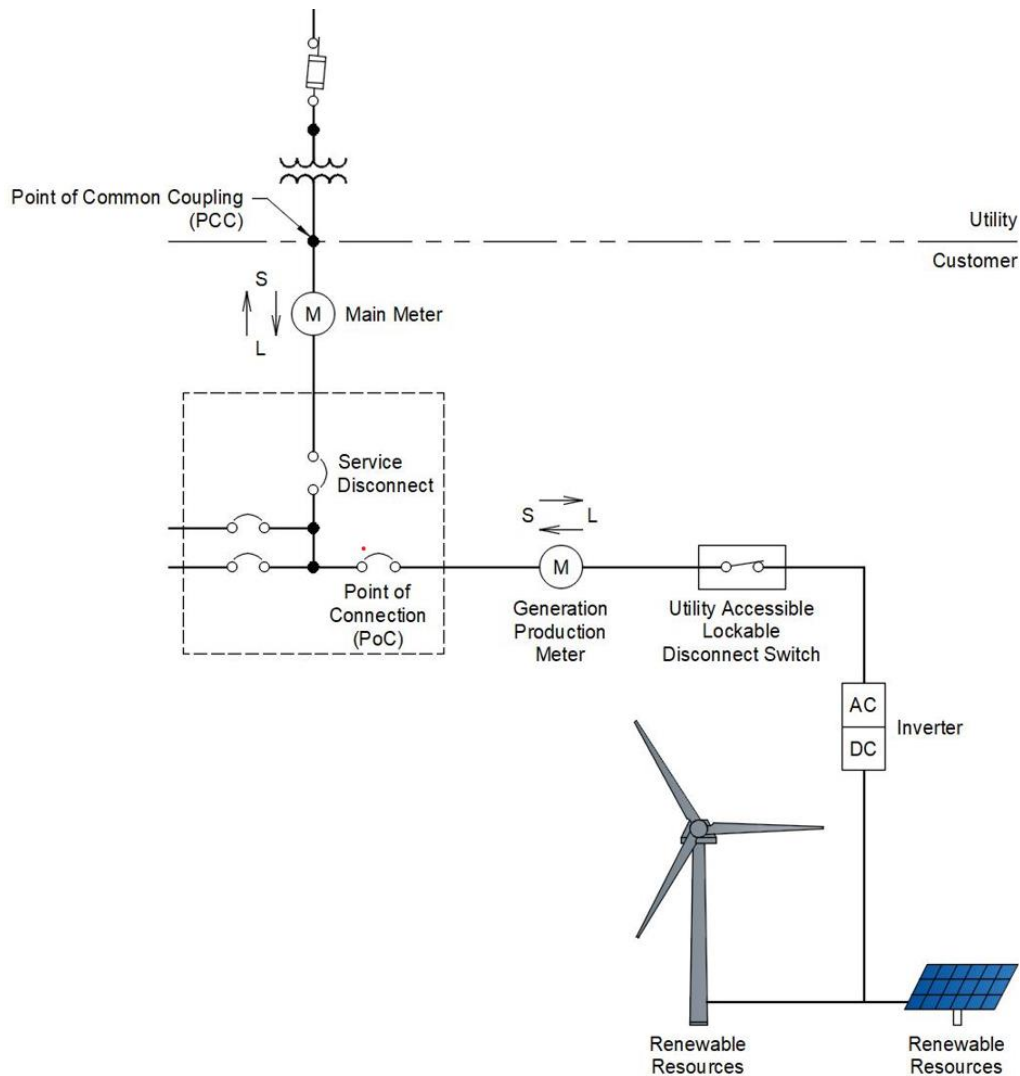 Point of Common Coupling
(PCC)
Utility
Customer
S
M
Main Meter
L
Service
Disconnect
S
L
M
Point of
Connection
(PoC)
Generation
Production
Meter
Utility Accessible
Lockable
Disconnect Switch
AC
DC
Inverter
Renewable
Resources
Renewable
Resources